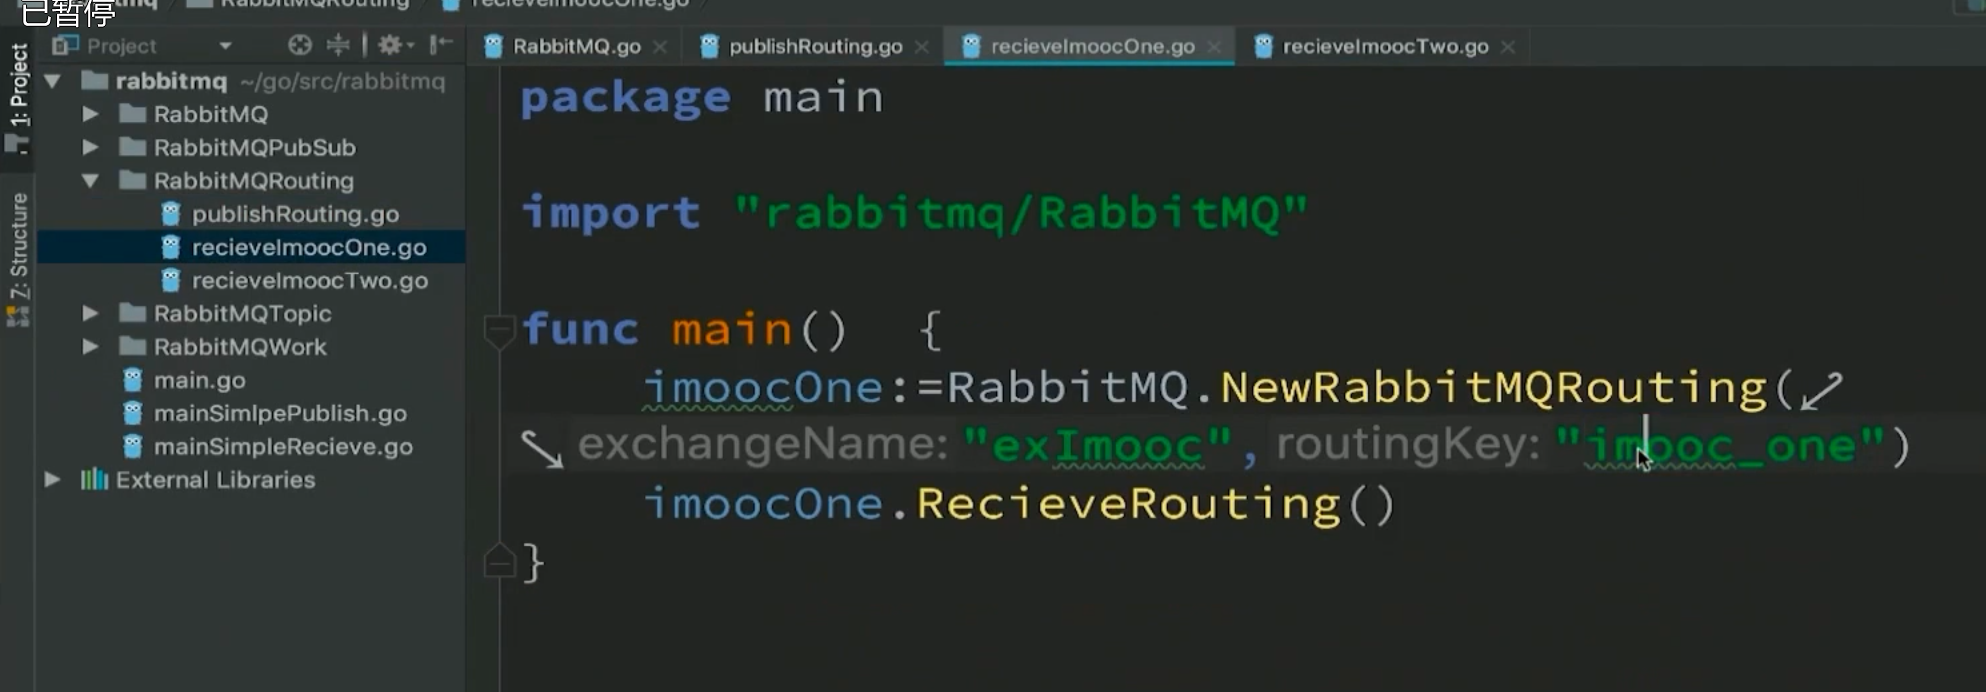 已暂停
RabbitMQRouting
recieveImoocOne.go
Project
RabbitMQ.go
publishRouting.go
recieveImoocOne.go
recieveImoocTwo.go
1: Project
Z: Structure
rabbitmq ~/go/src/rabbitmq
RabbitMQ
RabbitMQPubSub
RabbitMQRouting
publishRouting.go
recieveImoocOne.go
recieveImoocTwo.go
RabbitMQTopic
RabbitMQWork
main.go
mainSimlpePublish.go
mainSimpleRecieve.go
External Libraries
package main
import "rabbitmq/RabbitMQ"
func main() {
imoocOne:=RabbitMQ.NewRabbitMQRouting(
exchangeName: "exImooc", routingKey: "imooc_one")
imoocOne.RecieveRouting()
}